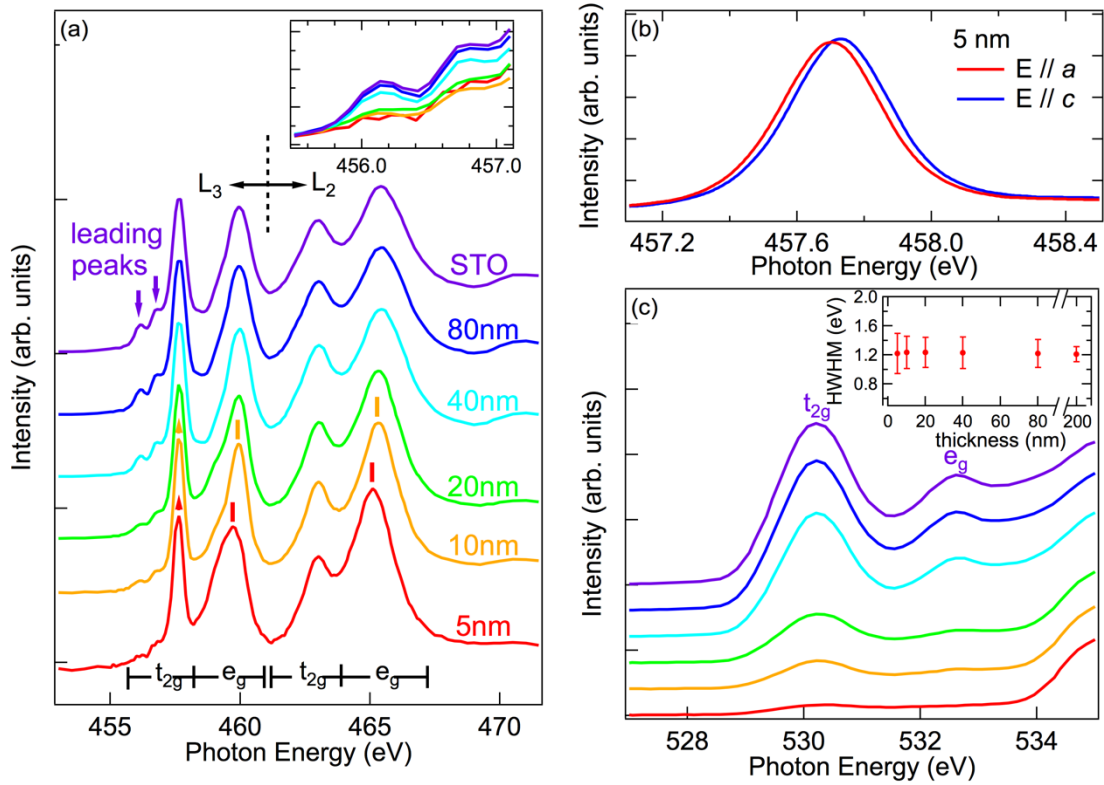 (a)
456.0 457.0
L3 L2
leading
peaks
STO
80nm
40nm
20nm
10nm
5nm
t2g eg t2g eg
455 460 465 470
Photon Energy (eV)
Intensity (arb. units)
(b)
5 nm
E // a
E // c
457.2 457.6 458.0 458.4
Photon Energy (eV)
Intensity (arb. units)
(c)
HWHM (eV)
2.0
1.6
1.2
0.8
0 20 40 60 80 200
thickness (nm)
t2g
eg
528 530 532 534
Photon Energy (eV)
Intensity (arb. units)